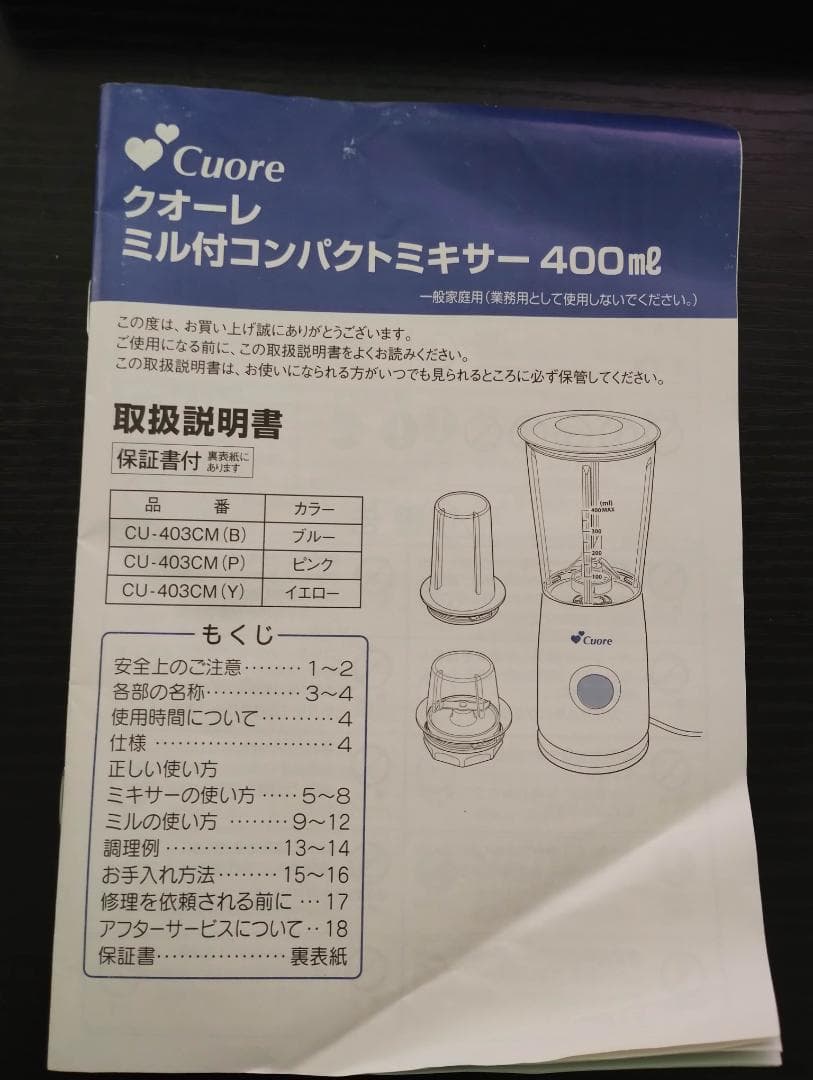 Cuore
クオーレ
ミル付コンパクトミキサー 400ml
一般家庭用(業務用として使用しないでください。)
この度は、お買い上げ誠にありがとうございます。
ご使用になる前に、この取扱説明書をよくお読みください。
この取扱説明書は、お使いになられる方がいつでも見られるところに必ず保管してください。
取扱説明書
保証書付 裏表紙に
あります
品 番 カラー
CU-403CM(B) ブルー
CU-403CM(P) ピンク
CU-403CM(Y) イエロー
もくじ
安全上のご注意‥‥‥‥1〜2
各部の名称‥‥‥‥‥‥‥3〜4
使用時間について‥‥‥‥‥4
仕様‥‥‥‥‥‥‥‥‥‥‥‥4
正しい使い方
ミキサーの使い方‥‥‥5〜8
ミルの使い方‥‥‥‥9〜12
調理例‥‥‥‥‥‥‥‥13〜14
お手入れ方法‥‥‥‥15〜16
修理を依頼される前に‥‥17
アフターサービスについて‥18
保証書‥‥‥‥‥‥‥‥‥裏表紙
(ml)
400MAX
300
200
100
Cuore